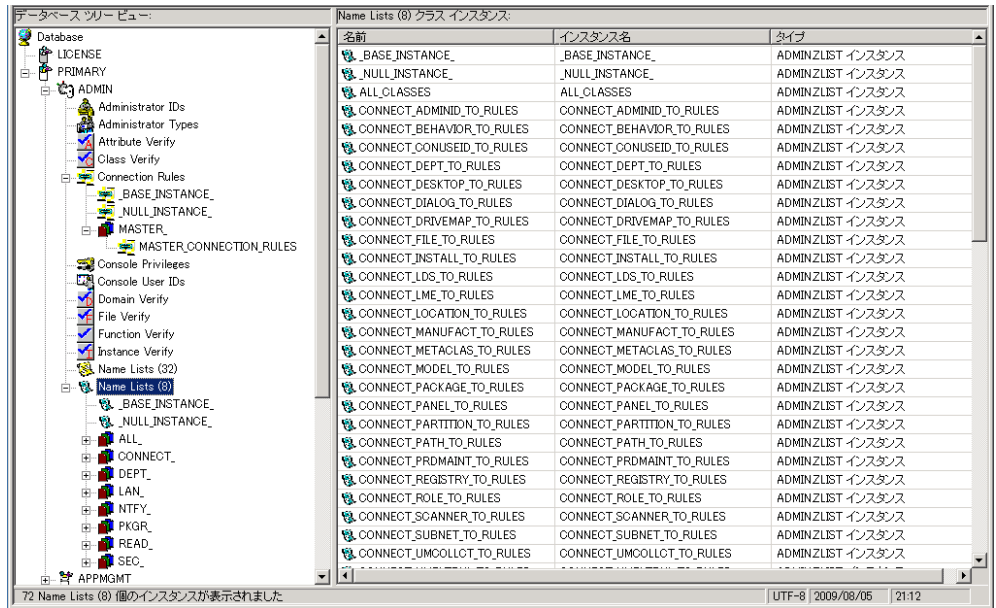 データベース ツリー ビュー:
Database
LICENSE
PRIMARY
ADMIN
Administrator IDs
Administrator Types
Attribute Verify
Class Verify
Connection Rules
_BASE_INSTANCE_
_NULL_INSTANCE_
MASTER_
MASTER_CONNECTION_RULES
Console Privileges
Console User IDs
Domain Verify
File Verify
Function Verify
Instance Verify
Name Lists (32)
Name Lists (8)
_BASE_INSTANCE_
_NULL_INSTANCE_
ALL_
CONNECT_
DEPT_
LAN_
NTFY_
PKGR_
READ_
SEC_
APPMGMT
Name Lists (8) クラス インスタンス:
名前 インスタンス名 タイプ
_BASE_INSTANCE_ _BASE_INSTANCE_ ADMINZLIST インスタンス
_NULL_INSTANCE_ _NULL_INSTANCE_ ADMINZLIST インスタンス
ALL_CLASSES ALL_CLASSES ADMINZLIST インスタンス
CONNECT_ADMINID_TO_RULES CONNECT_ADMINID_TO_RULES ADMINZLIST インスタンス
CONNECT_BEHAVIOR_TO_RULES CONNECT_BEHAVIOR_TO_RULES ADMINZLIST インスタンス
CONNECT_CONUSEID_TO_RULES CONNECT_CONUSEID_TO_RULES ADMINZLIST インスタンス
CONNECT_DEPT_TO_RULES CONNECT_DEPT_TO_RULES ADMINZLIST インスタンス
CONNECT_DESKTOP_TO_RULES CONNECT_DESKTOP_TO_RULES ADMINZLIST インスタンス
CONNECT_DIALOG_TO_RULES CONNECT_DIALOG_TO_RULES ADMINZLIST インスタンス
CONNECT_DRIVEMAP_TO_RULES CONNECT_DRIVEMAP_TO_RULES ADMINZLIST インスタンス
CONNECT_FILE_TO_RULES CONNECT_FILE_TO_RULES ADMINZLIST インスタンス
CONNECT_INSTALL_TO_RULES CONNECT_INSTALL_TO_RULES ADMINZLIST インスタンス
CONNECT_LDS_TO_RULES CONNECT_LDS_TO_RULES ADMINZLIST インスタンス
CONNECT_LME_TO_RULES CONNECT_LME_TO_RULES ADMINZLIST インスタンス
CONNECT_LOCATION_TO_RULES CONNECT_LOCATION_TO_RULES ADMINZLIST インスタンス
CONNECT_MANUFACT_TO_RULES CONNECT_MANUFACT_TO_RULES ADMINZLIST インスタンス
CONNECT_METACLAS_TO_RULES CONNECT_METACLAS_TO_RULES ADMINZLIST インスタンス
CONNECT_MODEL_TO_RULES CONNECT_MODEL_TO_RULES ADMINZLIST インスタンス
CONNECT_PACKAGE_TO_RULES CONNECT_PACKAGE_TO_RULES ADMINZLIST インスタンス
CONNECT_PANEL_TO_RULES CONNECT_PANEL_TO_RULES ADMINZLIST インスタンス
CONNECT_PARTITION_TO_RULES CONNECT_PARTITION_TO_RULES ADMINZLIST インスタンス
CONNECT_PATH_TO_RULES CONNECT_PATH_TO_RULES ADMINZLIST インスタンス
CONNECT_PRDMAINT_TO_RULES CONNECT_PRDMAINT_TO_RULES ADMINZLIST インスタンス
CONNECT_REGISTRY_TO_RULES CONNECT_REGISTRY_TO_RULES ADMINZLIST インスタンス
CONNECT_ROLE_TO_RULES CONNECT_ROLE_TO_RULES ADMINZLIST インスタンス
CONNECT_SCANNER_TO_RULES CONNECT_SCANNER_TO_RULES ADMINZLIST インスタンス
CONNECT_SUBNET_TO_RULES CONNECT_SUBNET_TO_RULES ADMINZLIST インスタンス
CONNECT_UMCOLLCT_TO_RULES CONNECT_UMCOLLCT_TO_RULES ADMINZLIST インスタンス
72 Name Lists (8) 個のインスタンスが表示されました UTF-8 2009/08/05 21:12